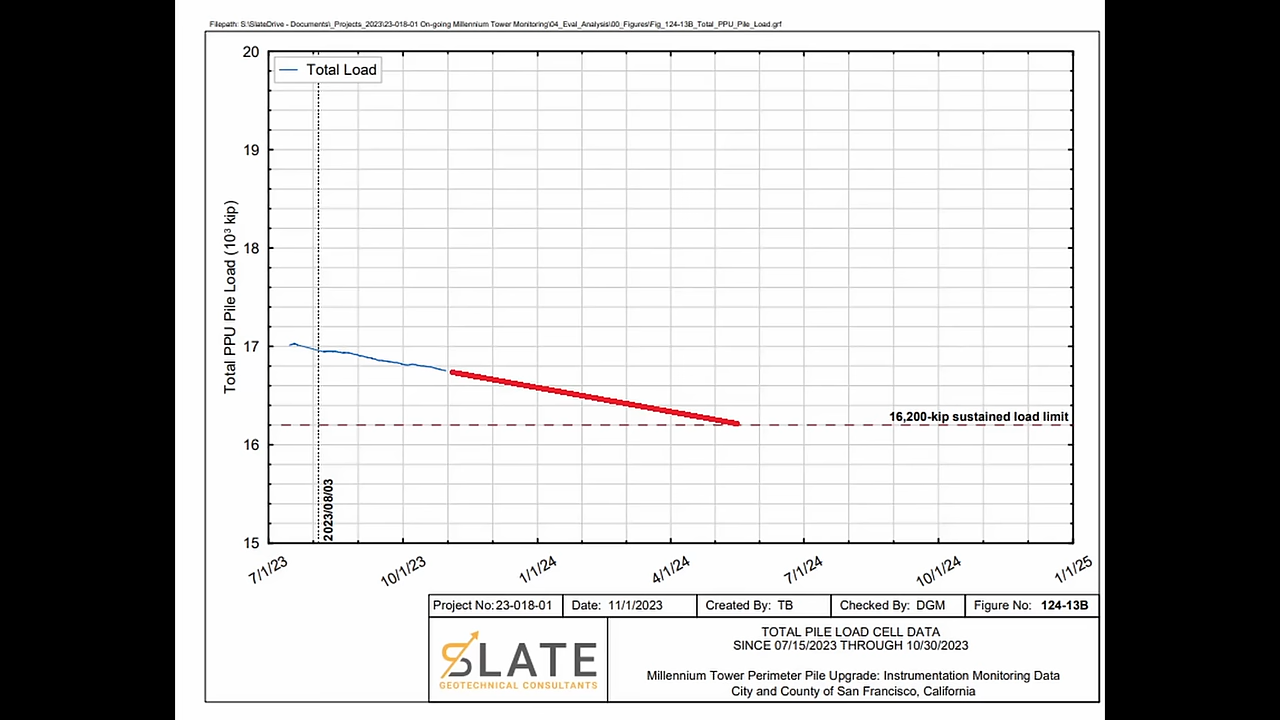 Filepath: S:\SlateDrive - Documents\_Projects_2023\23-018-01 On-going Millennium Tower Monitoring\04_Eval_Analysis\00_Figures\Fig_124-13B_Total_PPU_Pile_Load.grf
20
Total Load
19
18
17
16,200-kip sustained load limit
16
15
Total PPU Pile Load (10³ kip)
2023/08/03
7/1/23
10/1/23
1/1/24
4/1/24
7/1/24
10/1/24
1/1/25
Project No: 23-018-01
Date: 11/1/2023
Created By: TB
Checked By: DGM
Figure No: 124-13B
SLATE
GEOTECHNICAL CONSULTANTS
TOTAL PILE LOAD CELL DATA
SINCE 07/15/2023 THROUGH 10/30/2023
Millennium Tower Perimeter Pile Upgrade: Instrumentation Monitoring Data
City and County of San Francisco, California